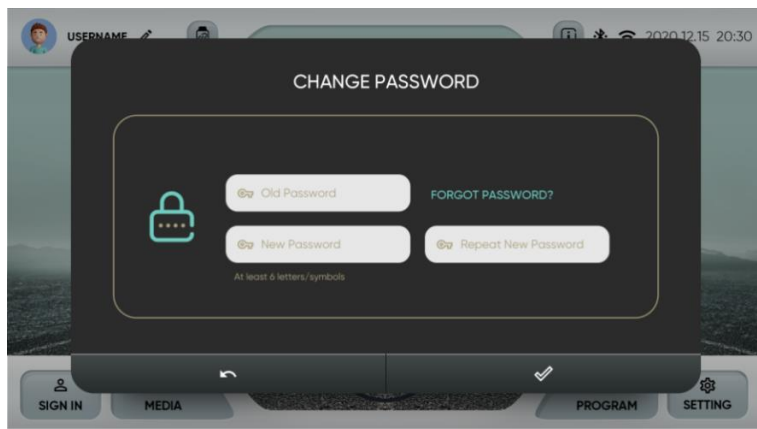 USERNAME
2020.12.15 20:30
CHANGE PASSWORD
Old Password
FORGOT PASSWORD?
New Password
Repeat New Password
At least 6 letters/symbols
SIGN IN
MEDIA
PROGRAM
SETTING